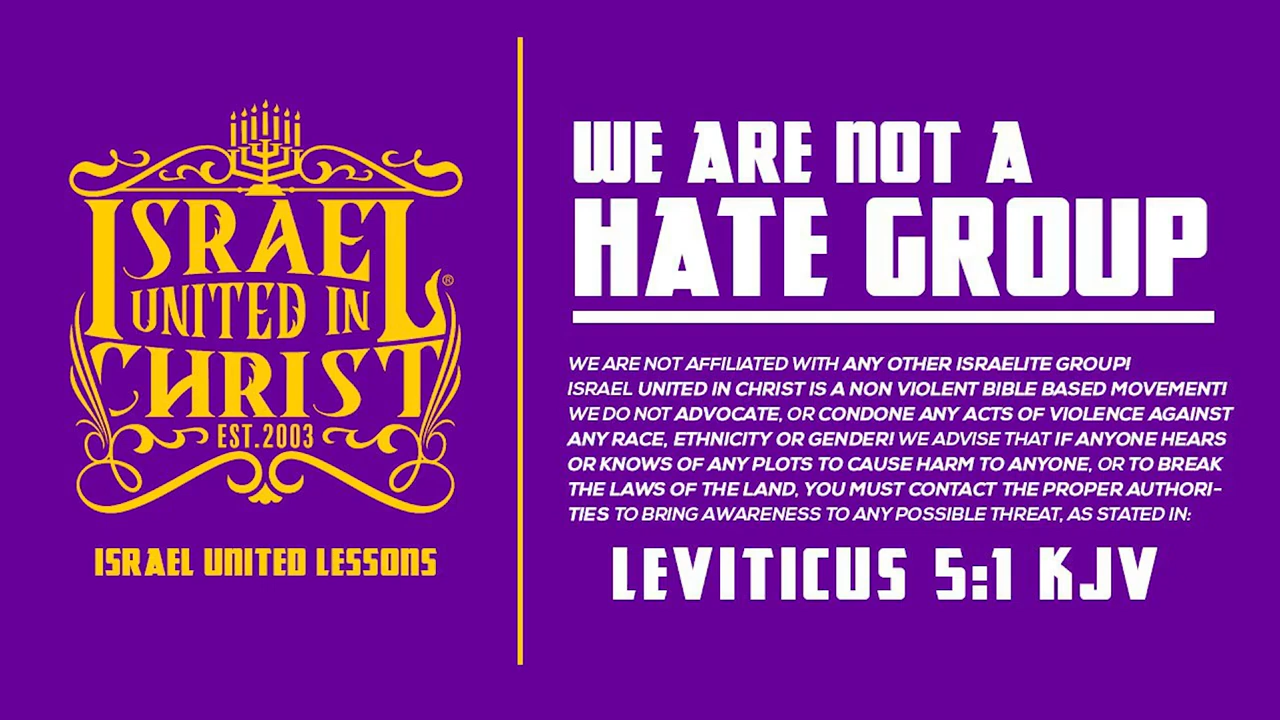 ISRAEL
UNITED IN
CHRIST®
EST.2003
ISRAEL UNITED LESSONS
WE ARE NOT A
HATE GROUP
WE ARE NOT AFFILIATED WITH ANY OTHER ISRAELITE GROUP!
ISRAEL UNITED IN CHRIST IS A NON VIOLENT BIBLE BASED MOVEMENT!
WE DO NOT ADVOCATE, OR CONDONE ANY ACTS OF VIOLENCE AGAINST
ANY RACE, ETHNICITY OR GENDER! WE ADVISE THAT IF ANYONE HEARS
OR KNOWS OF ANY PLOTS TO CAUSE HARM TO ANYONE, OR TO BREAK
THE LAWS OF THE LAND, YOU MUST CONTACT THE PROPER AUTHORI-
TIES TO BRING AWARENESS TO ANY POSSIBLE THREAT, AS STATED IN:
LEVITICUS 5:1 KJV